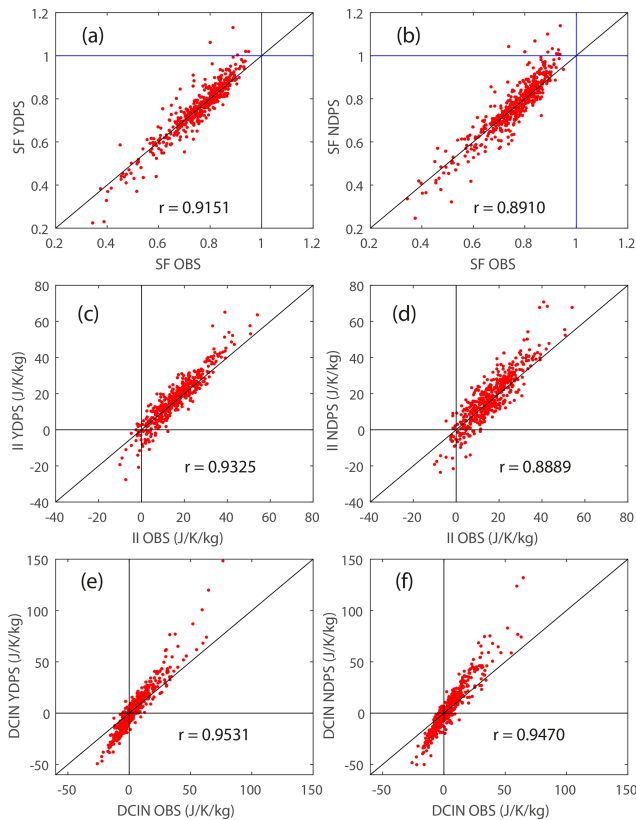 (a)
SF YDPS
1.2
1
0.8
0.6
0.4
0.2
r = 0.9151
0.2 0.4 0.6 0.8 1 1.2
SF OBS
(b)
SF NDPS
1.2
1
0.8
0.6
0.4
0.2
r = 0.8910
0.2 0.4 0.6 0.8 1 1.2
SF OBS
(c)
II YDPS (J/K/kg)
80
60
40
20
0
-20
-40
r = 0.9325
-40 -20 0 20 40 60 80
II OBS (J/K/kg)
(d)
II NDPS (J/K/kg)
80
60
40
20
0
-20
-40
r = 0.8889
-40 -20 0 20 40 60 80
II OBS (J/K/kg)
(e)
DCIN YDPS (J/K/kg)
150
100
50
0
-50
r = 0.9531
-50 0 50 100 150
DCIN OBS (J/K/kg)
(f)
DCIN NDPS (J/K/kg)
150
100
50
0
-50
r = 0.9470
-50 0 50 100 150
DCIN OBS (J/K/kg)